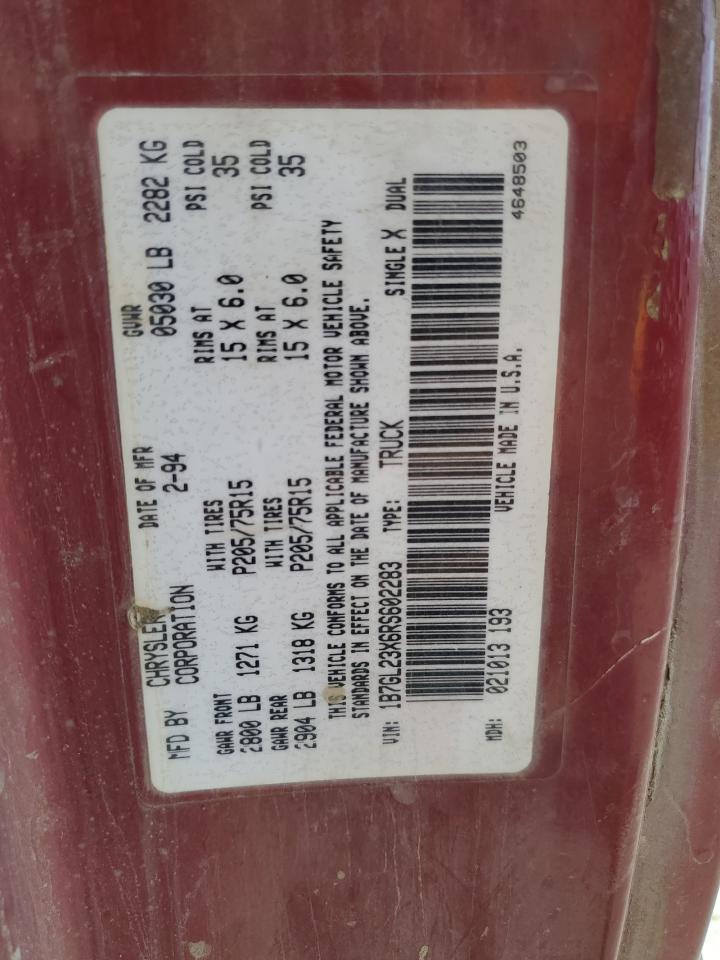 MFD BY CHRYSLER CORPORATION
DATE OF MFR 2-94
GVWR 05030 LB 2282 KG
GAWR FRONT WITH TIRES RIMS AT PSI COLD
2800 LB 1271 KG P205/75R15 15 X 6.0 35
GAWR REAR WITH TIRES RIMS AT PSI COLD
2904 LB 1318 KG P205/75R15 15 X 6.0 35
THIS VEHICLE CONFORMS TO ALL APPLICABLE FEDERAL MOTOR VEHICLE SAFETY
STANDARDS IN EFFECT ON THE DATE OF MANUFACTURE SHOWN ABOVE.
VIN: 1B7GL23X6RS602283 TYPE: TRUCK SINGLE X DUAL
MDH: 021013 193 VEHICLE MADE IN U.S.A.
4648503